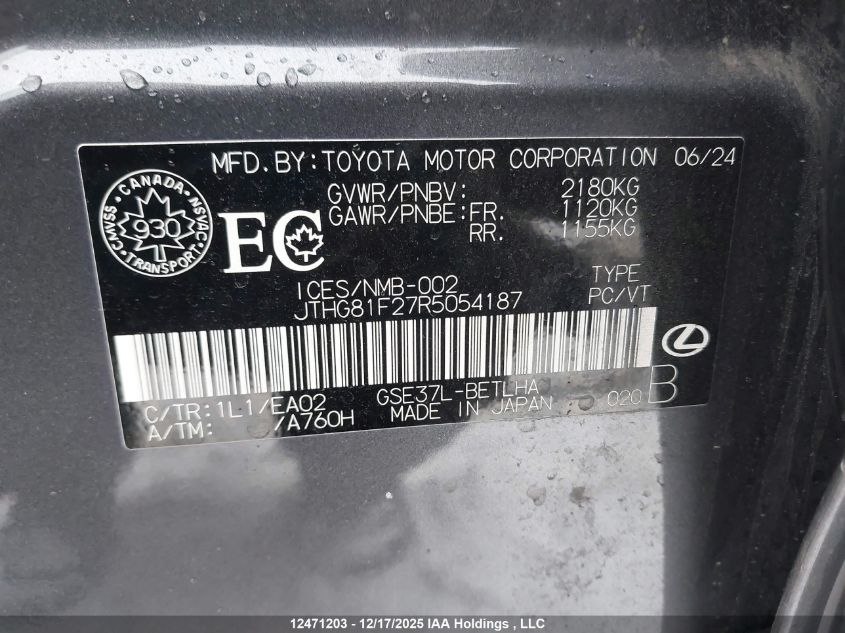 MFD. BY: TOYOTA MOTOR CORPORATION 06/24
GVWR/PNBV: 2180KG
GAWR/PNBE: FR. 1120KG
RR. 1155KG
CANADA
CMVSS NSVAC
930
TRANSPORT
EC
ICES/NMB-002
TYPE
JTHG81F27R5054187 PC/VT
C/TR: 1L1/EA02 GSE37L-BETLHA
A/TM: /A760H MADE IN JAPAN 020 B
12471203 - 12/17/2025 IAA Holdings , LLC